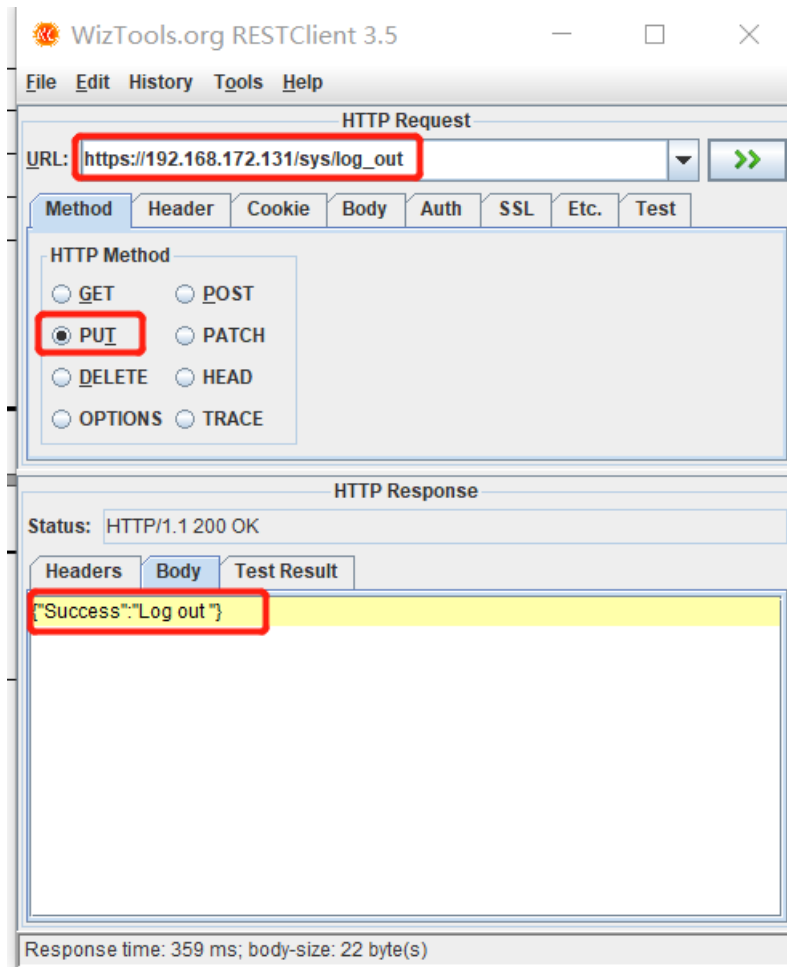 WizTools.org RESTClient 3.5
File Edit History Tools Help
HTTP Request
URL: https://192.168.172.131/sys/log_out
Method Header Cookie Body Auth SSL Etc. Test
HTTP Method
GET POST
PUT PATCH
DELETE HEAD
OPTIONS TRACE
HTTP Response
Status: HTTP/1.1 200 OK
Headers Body Test Result
{"Success":"Log out "}
Response time: 359 ms; body-size: 22 byte(s)